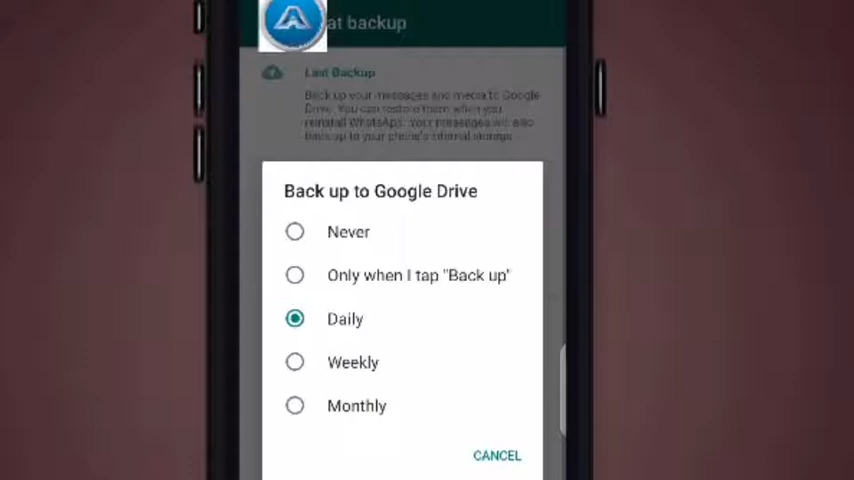 at backup
Last Backup
Back up your messages and media to Google
Drive. You can restore them when you
reinstall WhatsApp. Your messages will also
back up to your phone's internal storage.
Back up to Google Drive
Never
Only when I tap "Back up"
Daily
Weekly
Monthly
CANCEL